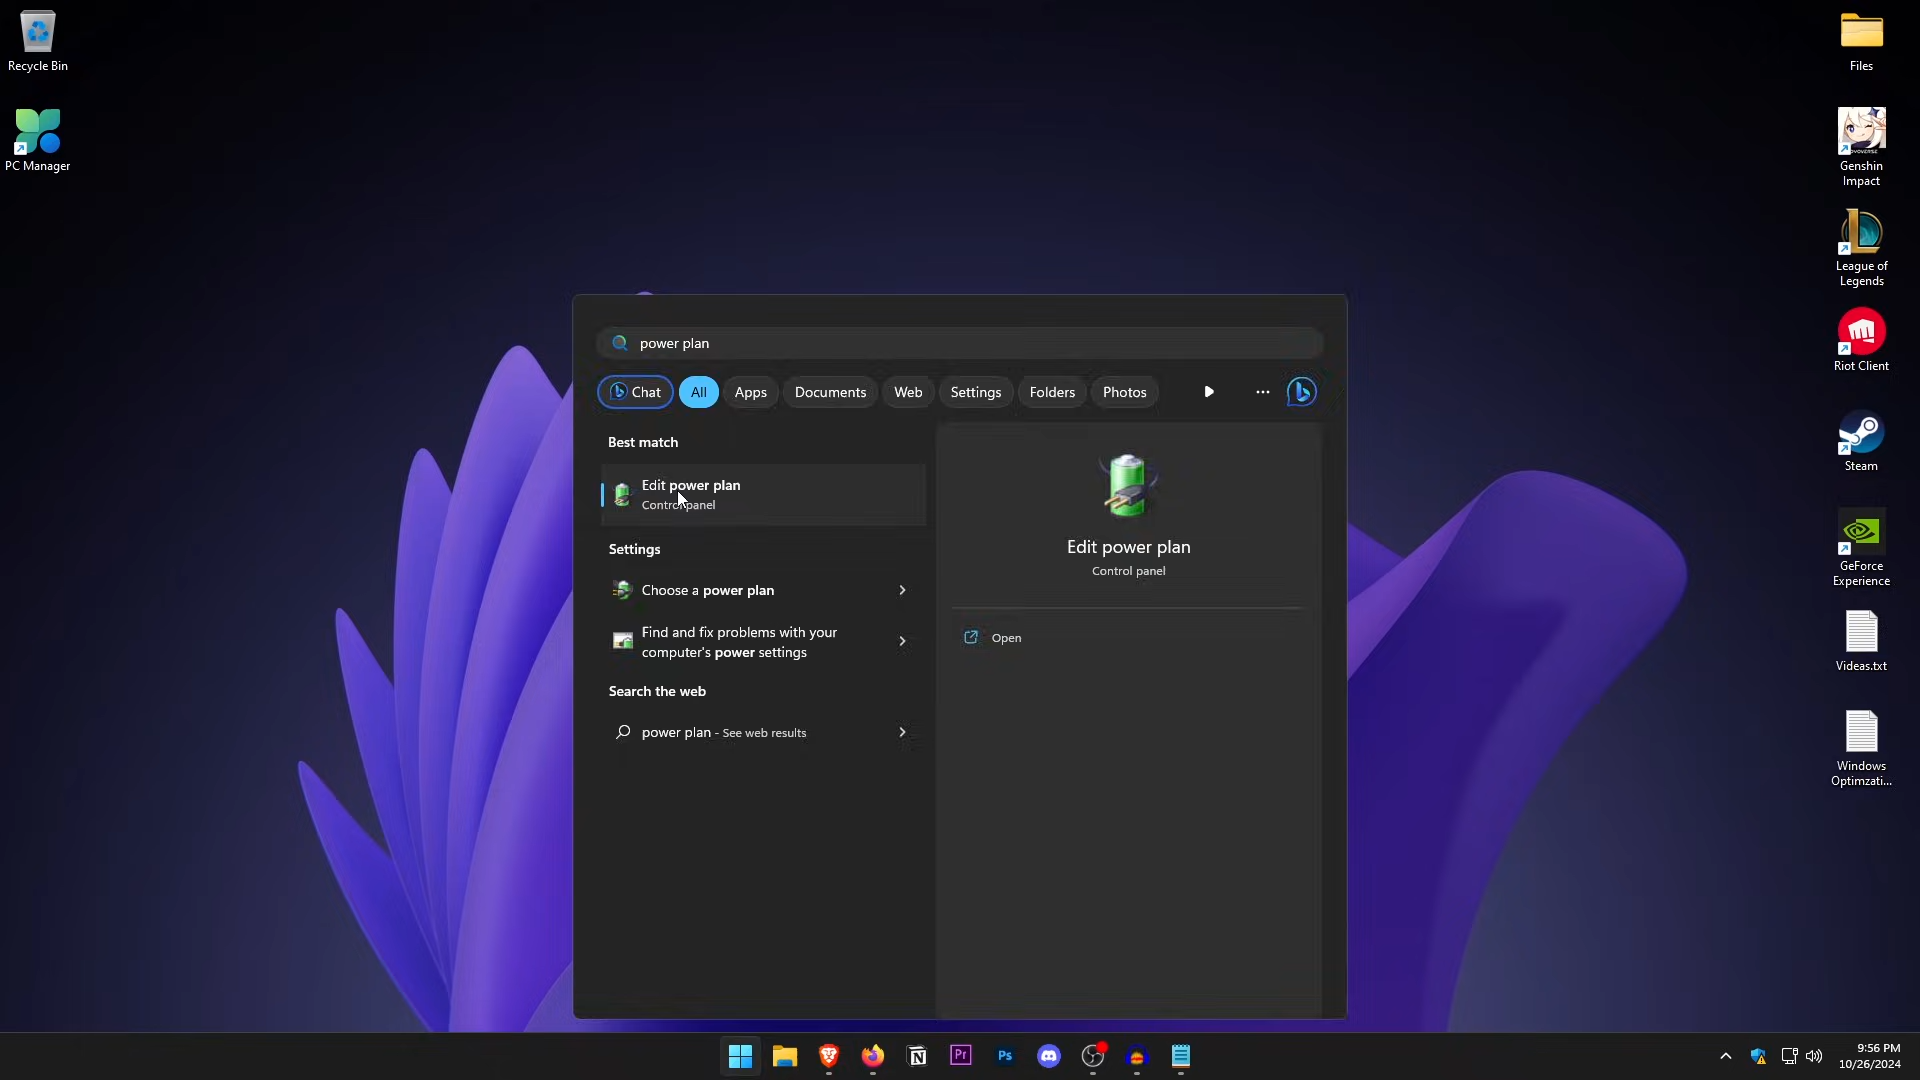 Recycle Bin
PC Manager
Files
Genshin
Impact
League of
Legends
Riot Client
Steam
GeForce
Experience
Videas.txt
Windows
Optimzati...
power plan
Chat
All
Apps
Documents
Web
Settings
Folders
Photos
Best match
Edit power plan
Control panel
Settings
Choose a power plan
Find and fix problems with your
computer's power settings
Search the web
power plan - See web results
Edit power plan
Control panel
Open
Pr
Ps
9:56 PM
10/26/2024